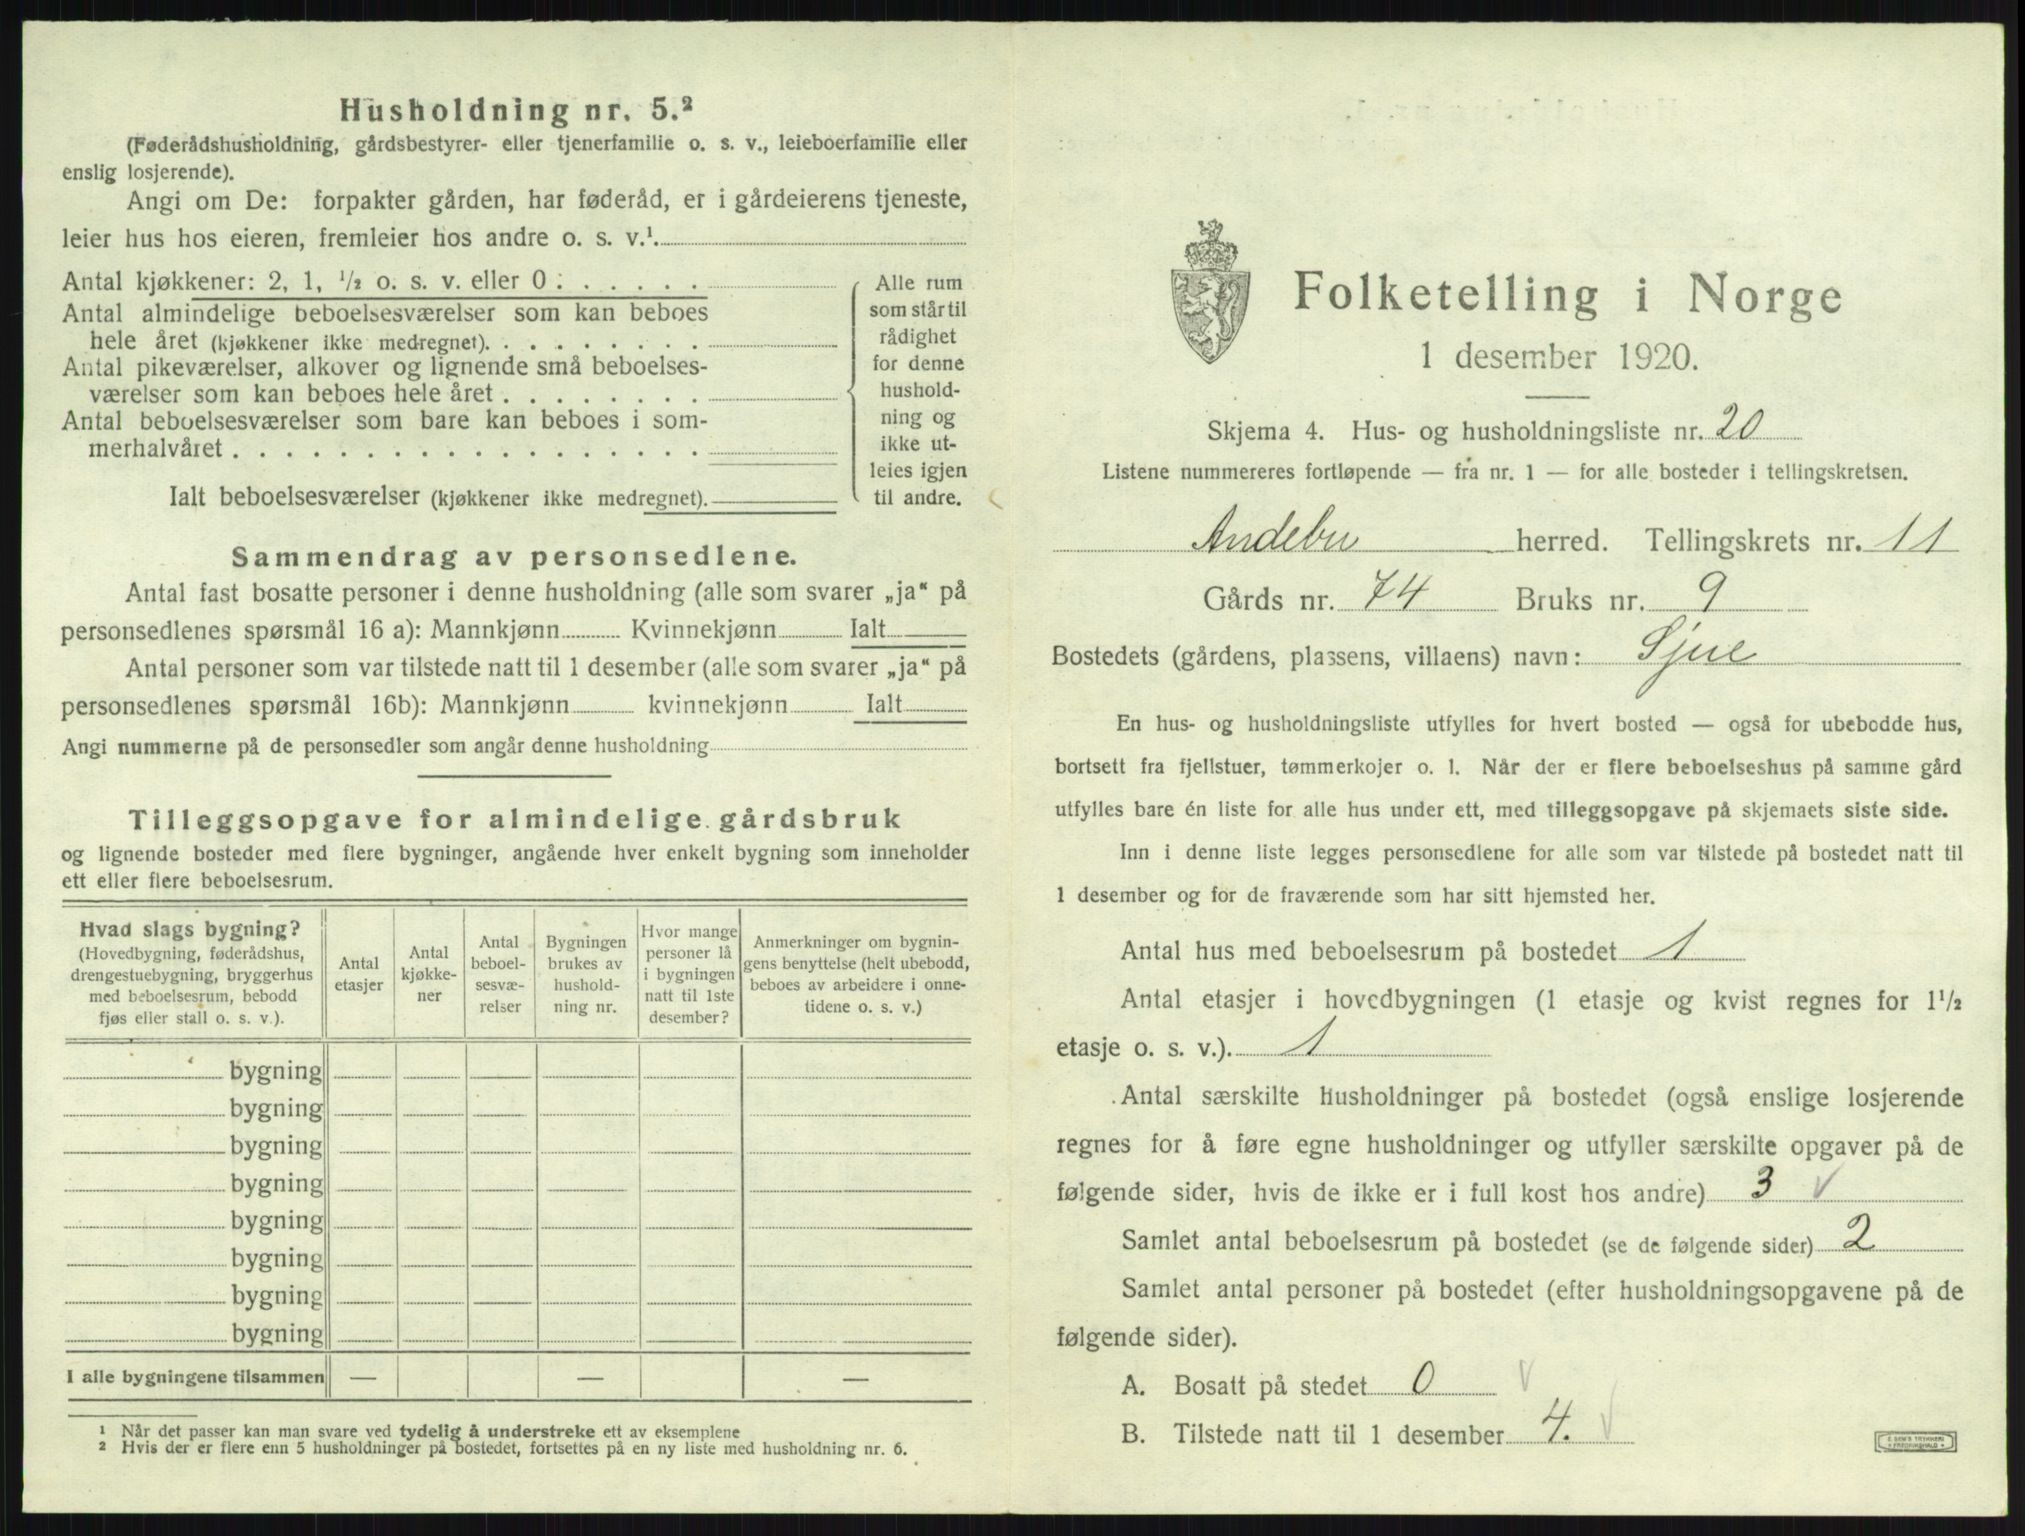 Husholdning nr. 5.²
(Føderådshusholdning, gårdsbestyrer- eller tjenerfamilie o. s. v., leieboerfamilie eller
enslig losjerende).
Angi om De: forpakter gården, har føderåd, er i gårdeierens tjeneste,
leier hus hos eieren, fremleier hos andre o. s. v.¹
Antal kjøkkener: 2, 1, ¹/₂ o. s. v. eller 0 : . . . . . .
Antal almindelige beboelsesværelser som kan beboes
hele året (kjøkkener ikke medregnet). . . . . . . . .
Antal pikeværelser, alkover og lignende små beboelses-
værelser som kan beboes hele året . . . . . . . .
Antal beboelsesværelser som bare kan beboes i som-
merhalvåret . . . . . . . . . . . . . . . . . .
Ialt beboelsesværelser (kjøkkener ikke medregnet).
Alle rum
som står til
rådighet
for denne
hushold-
ning og
ikke ut-
leies igjen
til andre.
Sammendrag av personsedlene.
Antal fast bosatte personer i denne husholdning (alle som svarer „ja“ på
personsedlenes spørsmål 16 a): Mannkjønn Kvinnekjønn Ialt
Antal personer som var tilstede natt til 1 desember (alle som svarer „ja“ på
personsedlenes spørsmål 16b): Mannkjønn kvinnekjønn Ialt
Angi nummerne på de personsedler som angår denne husholdning
Tilleggsopgave for almindelige gårdsbruk
og lignende bosteder med flere bygninger, angående hver enkelt bygning som inneholder
ett eller flere beboelsesrum.
Hvad slags bygning?
(Hovedbygning, føderådshus,
drengestuebygning, bryggerhus
med beboelsesrum, bebodd
fjøs eller stall o. s. v.).
Antal
etasjer
Antal
kjøkke-
ner
Antal
beboel-
sesvæ-
relser
Bygningen
brukes av
hushold-
ning nr.
Hvor mange
personer lå
i bygningen
natt til 1ste
desember?
Anmerkninger om bygnin-
gens benyttelse (helt ubebodd,
beboes av arbeidere i onne-
tidene o. s. v.)
bygning
bygning
bygning
bygning
bygning
bygning
bygning
bygning
I alle bygningene tilsammen — — —
¹ Når det passer kan man svare ved tydelig å understreke ett av eksemplene
² Hvis der er flere enn 5 husholdninger på bostedet, fortsettes på en ny liste med husholdning nr. 6.
Folketelling i Norge
1 desember 1920.
Skjema 4. Hus- og husholdningsliste nr. 20
Listene nummereres fortløpende — fra nr. 1 — for alle bosteder i tellingskretsen.
Andebu herred. Tellingskrets nr. 11
Gårds nr. 74 Bruks nr. 9
Bostedets (gårdens, plassens, villaens) navn: Sjue
En hus- og husholdningsliste utfylles for hvert bosted — også for ubebodde hus,
bortsett fra fjellstuer, tømmerkojer o. l. Når der er flere beboelseshus på samme gård
utfylles bare én liste for alle hus under ett, med tilleggsopgave på skjemaets siste side.
Inn i denne liste legges personsedlene for alle som var tilstede på bostedet natt til
1 desember og for de fraværende som har sitt hjemsted her.
Antal hus med beboelsesrum på bostedet 1
Antal etasjer i hovedbygningen (1 etasje og kvist regnes for 1¹/₂
etasje o. s. v.). 1
Antal særskilte husholdninger på bostedet (også enslige losjerende
regnes for å føre egne husholdninger og utfyller særskilte opgaver på de
følgende sider, hvis de ikke er i full kost hos andre) 3 √
Samlet antal beboelsesrum på bostedet (se de følgende sider) 2
Samlet antal personer på bostedet (efter husholdningsopgavene på de
følgende sider).
A. Bosatt på stedet 0 √
B. Tilstede natt til 1 desember 4. √